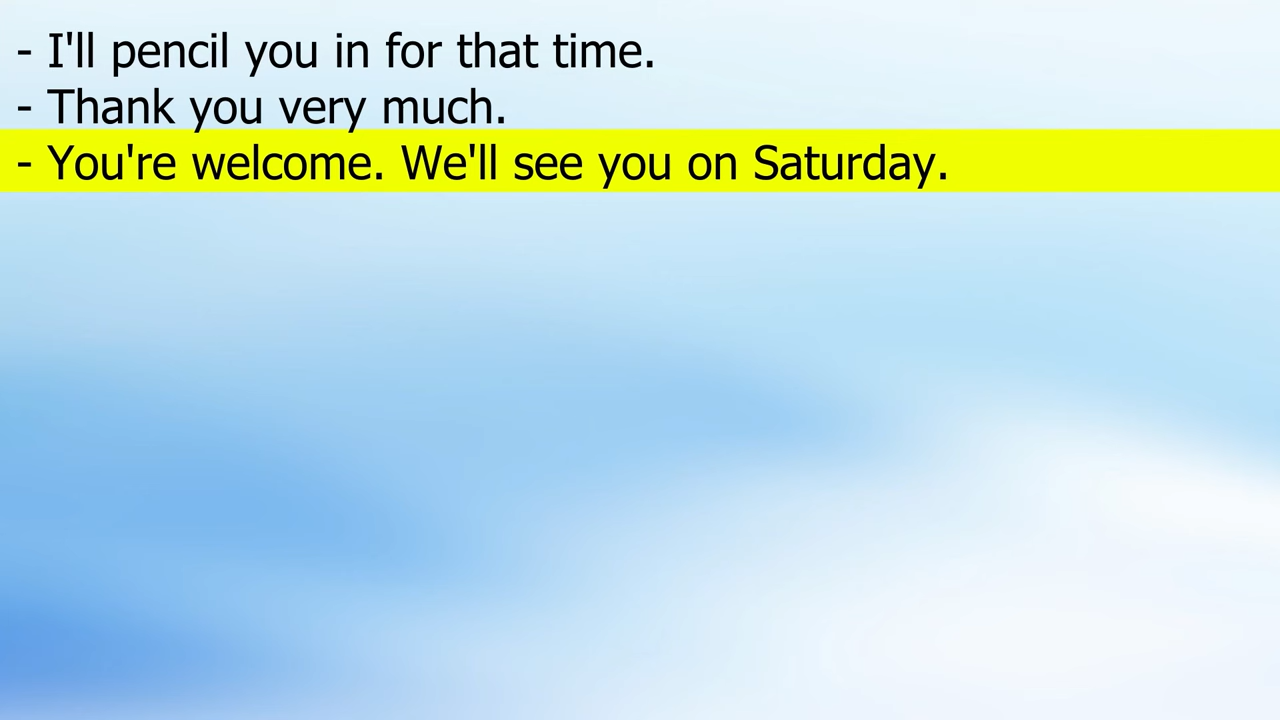 - I'll pencil you in for that time.
- Thank you very much.
- You're welcome. We'll see you on Saturday.